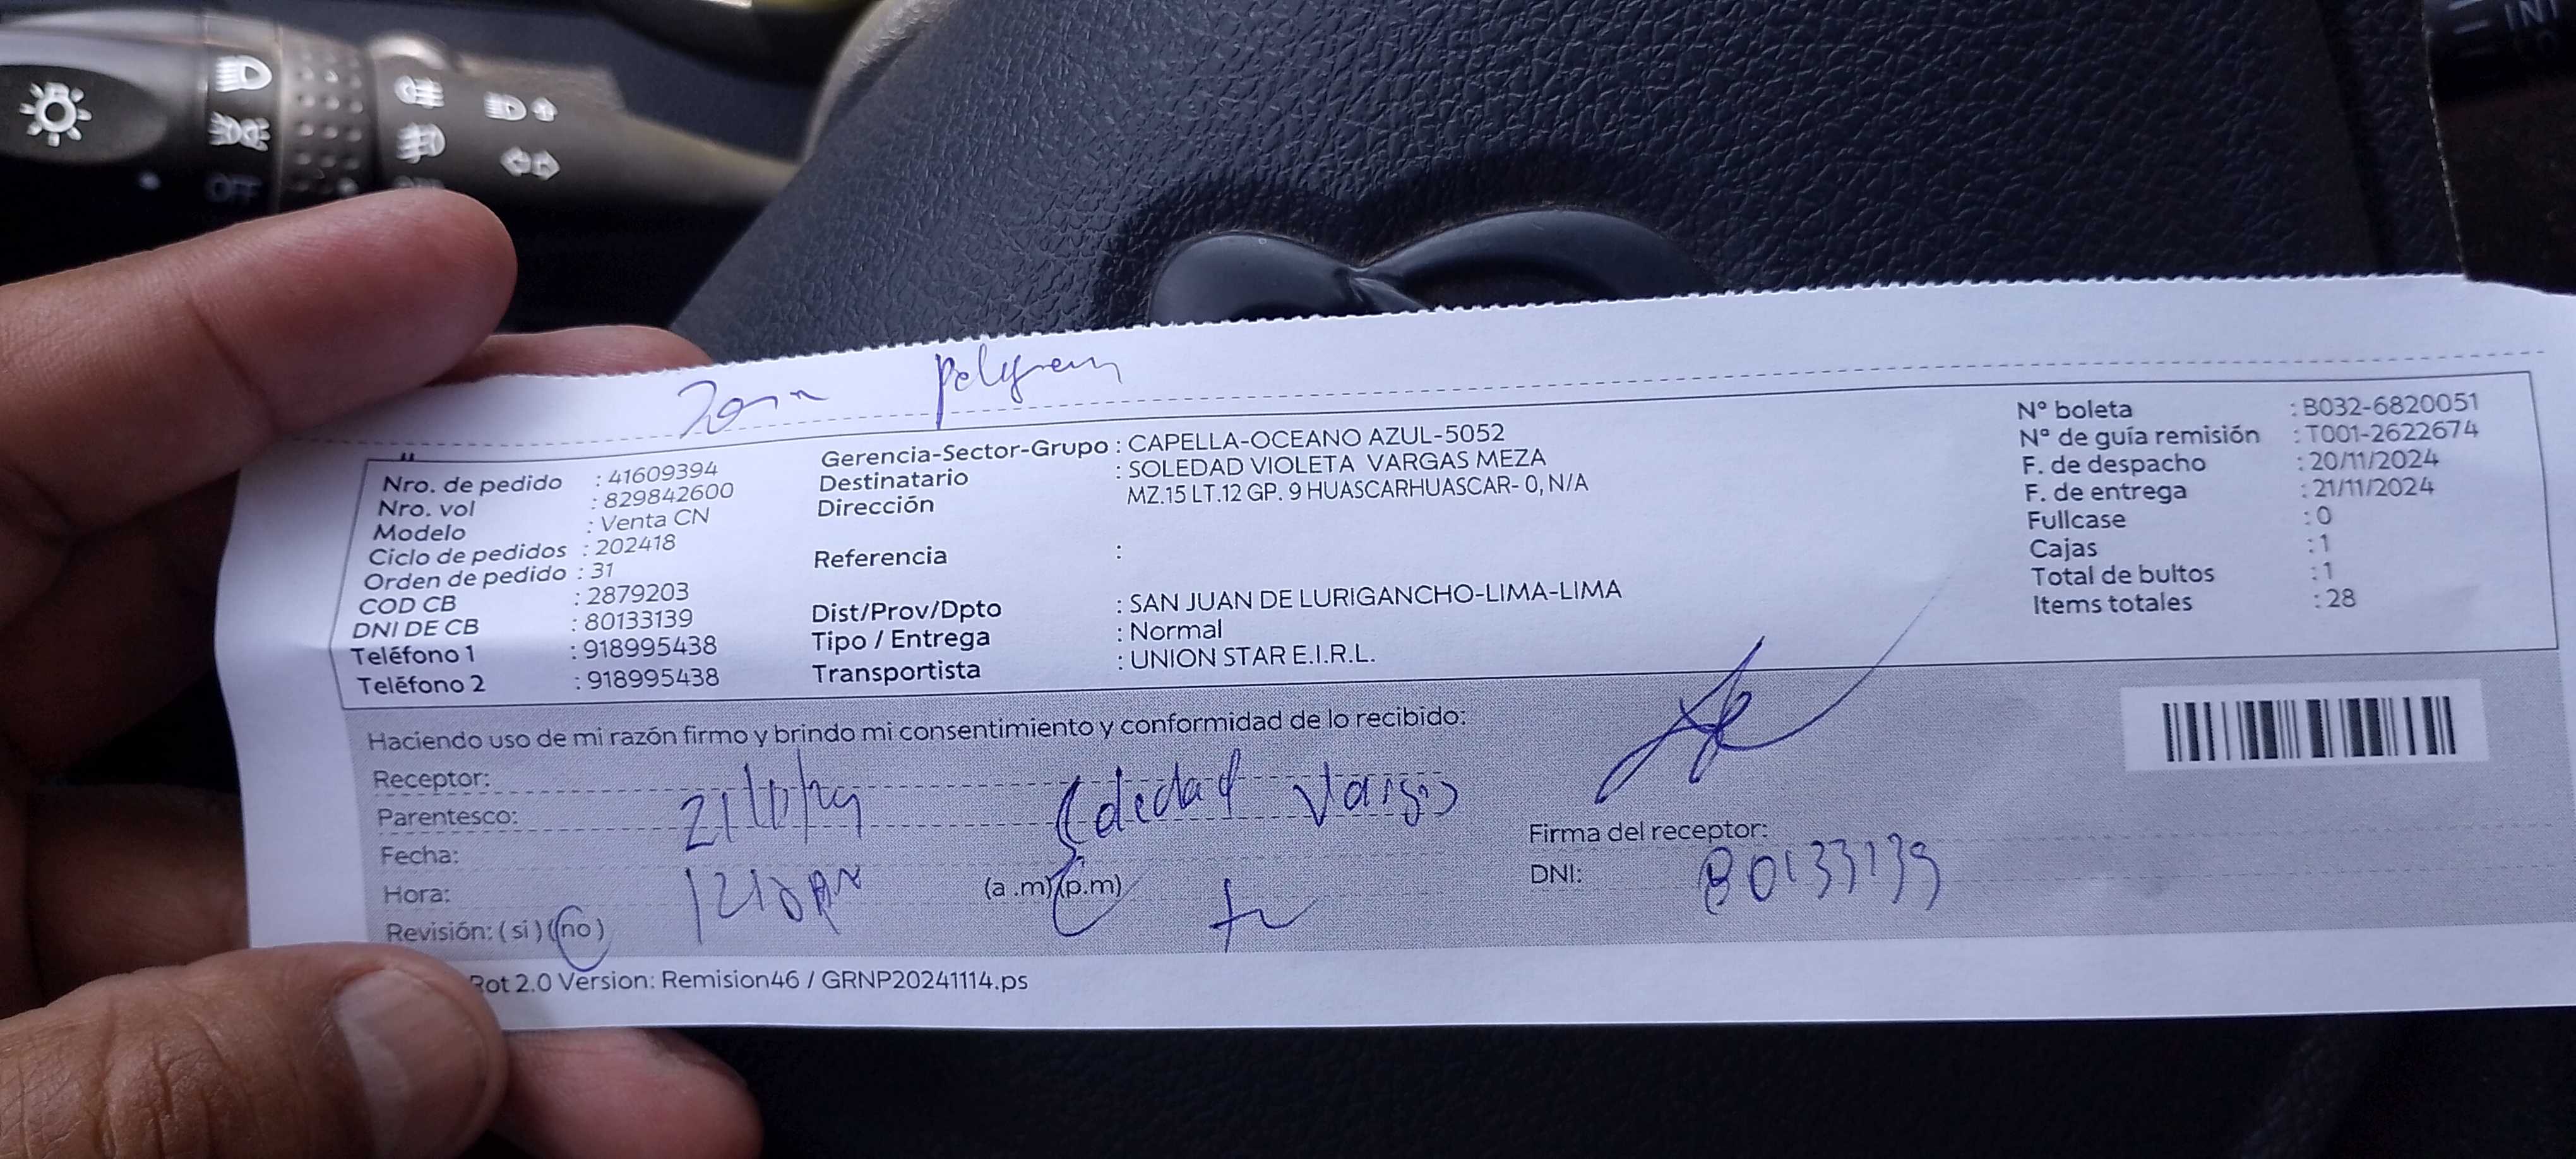 OFF
Zona peligrosa
Nro. de pedido : 41609394
Nro. vol : 829842600
Modelo : Venta CN
Ciclo de pedidos : 202418
Orden de pedido : 31
COD CB : 2879203
DNI DE CB : 80133139
Teléfono 1 : 918995438
Teléfono 2 : 918995438
Gerencia-Sector-Grupo : CAPELLA-OCEANO AZUL-5052
Destinatario : SOLEDAD VIOLETA VARGAS MEZA
Dirección MZ.15 LT.12 GP. 9 HUASCARHUASCAR- 0, N/A
Referencia :
Dist/Prov/Dpto : SAN JUAN DE LURIGANCHO-LIMA-LIMA
Tipo / Entrega : Normal
Transportista : UNION STAR E.I.R.L.
Nº boleta : B032-6820051
Nº de guía remisión : T001-2622674
F. de despacho : 20/11/2024
F. de entrega : 21/11/2024
Fullcase : 0
Cajas : 1
Total de bultos : 1
Items totales : 28
Haciendo uso de mi razón firmo y brindo mi consentimiento y conformidad de lo recibido:
Receptor: Soledad Vargas
Parentesco:
Fecha: 21/11/24
Hora: (a .m) (p.m)
Revisión: ( si ) ( no )
Firma del receptor:
DNI: 80133139
Rot 2.0 Version: Remision46 / GRNP20241114.ps